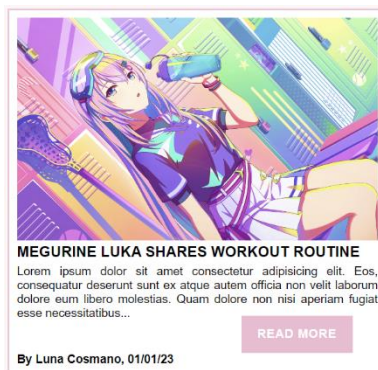 MEGURINE LUKA SHARES WORKOUT ROUTINE
Lorem ipsum dolor sit amet consectetur adipisicing elit. Eos,
consequatur deserunt sunt ex atque autem officia non velit laborum
dolore eum libero molestias. Quam dolore non nisi aperiam fugiat
esse necessitatibus...
READ MORE
By Luna Cosmano, 01/01/23